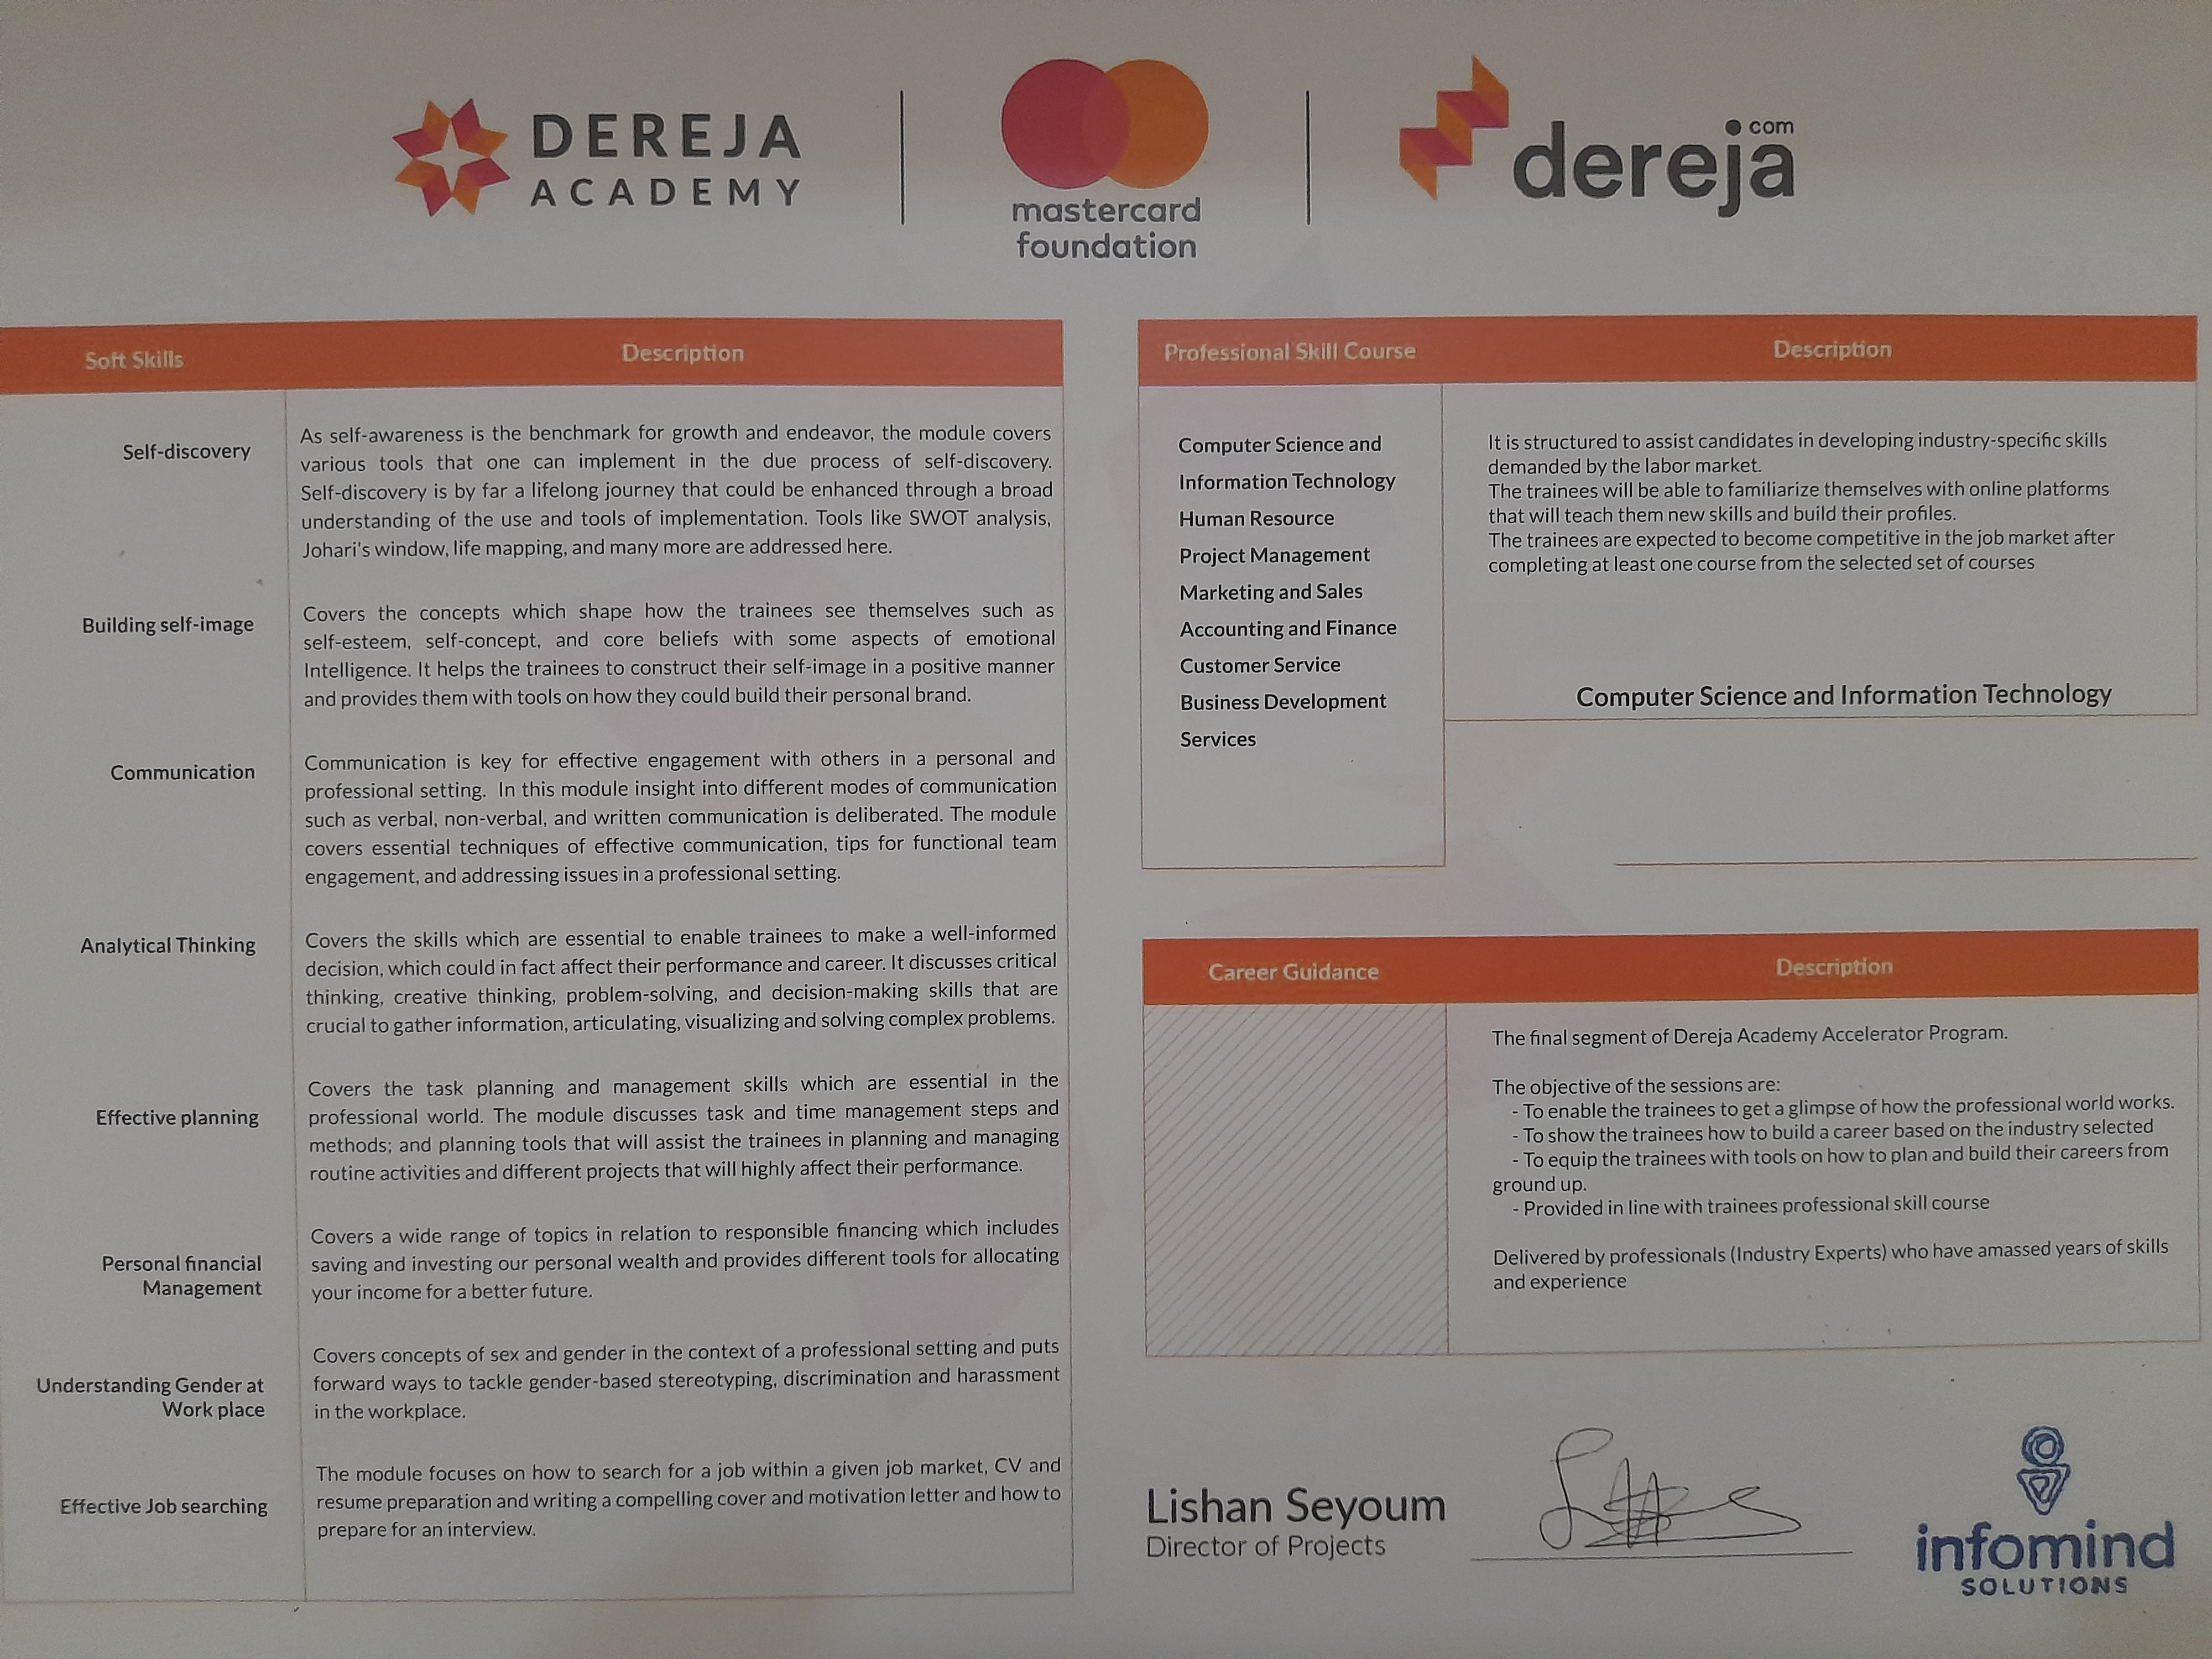 DEREJA
ACADEMY
mastercard
foundation
dereja.com
Soft Skills
Description
Self-discovery
As self-awareness is the benchmark for growth and endeavor, the module covers
various tools that one can implement in the due process of self-discovery.
Self-discovery is by far a lifelong journey that could be enhanced through a broad
understanding of the use and tools of implementation. Tools like SWOT analysis,
Johari's window, life mapping, and many more are addressed here.
Building self-image
Covers the concepts which shape how the trainees see themselves such as
self-esteem, self-concept, and core beliefs with some aspects of emotional
Intelligence. It helps the trainees to construct their self-image in a positive manner
and provides them with tools on how they could build their personal brand.
Communication
Communication is key for effective engagement with others in a personal and
professional setting. In this module insight into different modes of communication
such as verbal, non-verbal, and written communication is deliberated. The module
covers essential techniques of effective communication, tips for functional team
engagement, and addressing issues in a professional setting.
Analytical Thinking
Covers the skills which are essential to enable trainees to make a well-informed
decision, which could in fact affect their performance and career. It discusses critical
thinking, creative thinking, problem-solving, and decision-making skills that are
crucial to gather information, articulating, visualizing and solving complex problems.
Effective planning
Covers the task planning and management skills which are essential in the
professional world. The module discusses task and time management steps and
methods; and planning tools that will assist the trainees in planning and managing
routine activities and different projects that will highly affect their performance.
Personal financial
Management
Covers a wide range of topics in relation to responsible financing which includes
saving and investing our personal wealth and provides different tools for allocating
your income for a better future.
Understanding Gender at
Work place
Covers concepts of sex and gender in the context of a professional setting and puts
forward ways to tackle gender-based stereotyping, discrimination and harassment
in the workplace.
Effective Job searching
The module focuses on how to search for a job within a given job market, CV and
resume preparation and writing a compelling cover and motivation letter and how to
prepare for an interview.
Professional Skill Course
Description
Computer Science and
Information Technology
Human Resource
Project Management
Marketing and Sales
Accounting and Finance
Customer Service
Business Development
Services
It is structured to assist candidates in developing industry-specific skills
demanded by the labor market.
The trainees will be able to familiarize themselves with online platforms
that will teach them new skills and build their profiles.
The trainees are expected to become competitive in the job market after
completing at least one course from the selected set of courses
Computer Science and Information Technology
Career Guidance
Description
The final segment of Dereja Academy Accelerator Program.
The objective of the sessions are:
- To enable the trainees to get a glimpse of how the professional world works.
- To show the trainees how to build a career based on the industry selected
- To equip the trainees with tools on how to plan and build their careers from
ground up.
- Provided in line with trainees professional skill course
Delivered by professionals (Industry Experts) who have amassed years of skills
and experience
Lishan Seyoum
Director of Projects
infomind
SOLUTIONS